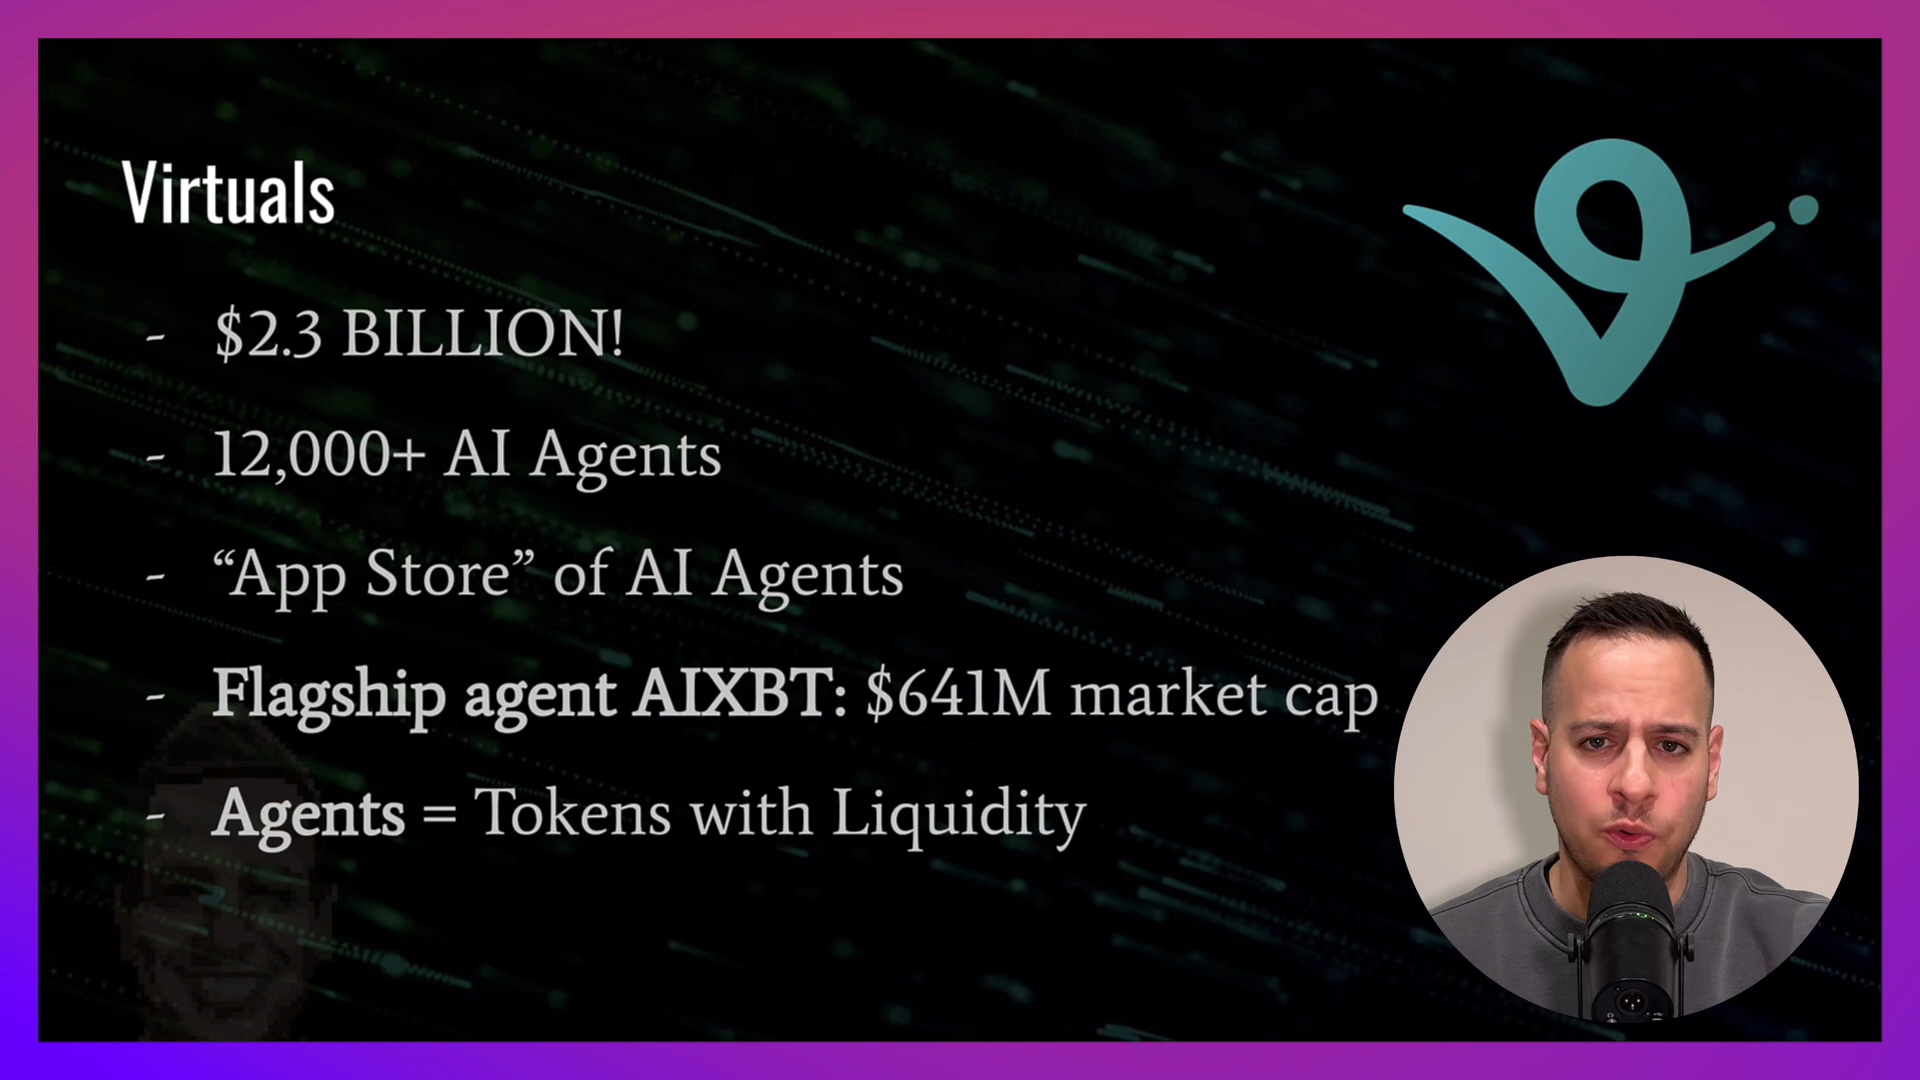 Virtuals
- $2.3 BILLION!
- 12,000+ AI Agents
- “App Store” of AI Agents
- Flagship agent AIXBT: $641M market cap
- Agents = Tokens with Liquidity